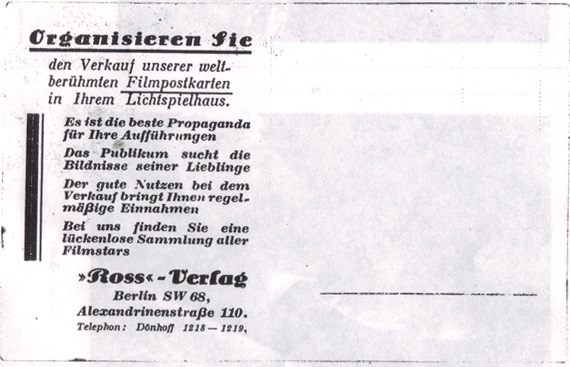 Organisieren Sie
den Verkauf unserer welt-
berühmten Filmpostkarten
in Ihrem Lichtspielhaus.
Es ist die beste Propaganda
für Ihre Aufführungen
Das Publikum sucht die
Bildnisse seiner Lieblinge
Der gute Nutzen bei dem
Verkauf bringt Ihnen regel-
mäßige Einnahmen
Bei uns finden Sie eine
lückenlose Sammlung aller
Filmstars
»Ross«-Verlag
Berlin SW 68,
Alexandrinenstraße 110.
Telephon: Dönhoff 1218—1219,